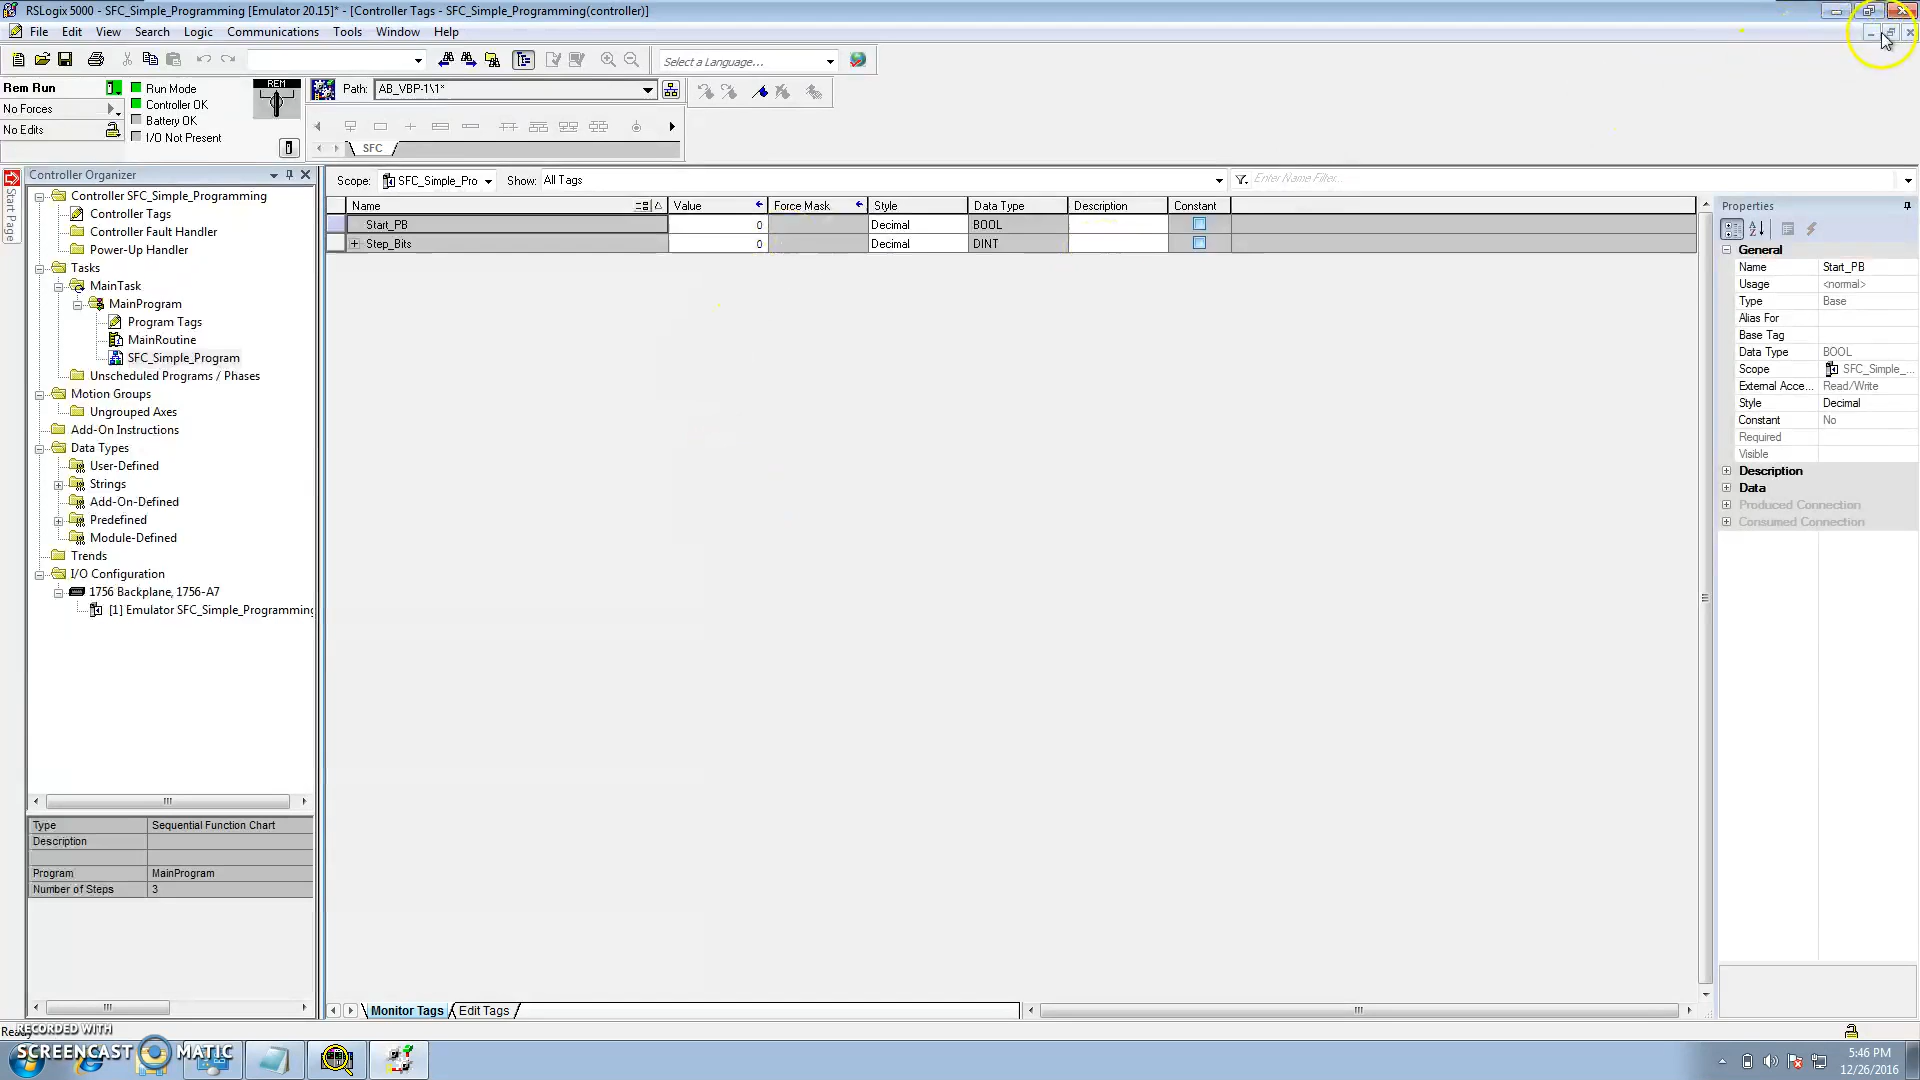 RSLogix 5000 - SFC_Simple_Programming [Emulator 20.15]* - [Controller Tags - SFC_Simple_Programming(controller)]
File Edit View Search Logic Communications Tools Window Help
Select a Language...
Rem Run
No Forces
No Edits
Run Mode
Controller OK
Battery OK
I/O Not Present
REM
Path: AB_VBP-1\1*
SFC
Start Page
Controller Organizer
Controller SFC_Simple_Programming
Controller Tags
Controller Fault Handler
Power-Up Handler
Tasks
MainTask
MainProgram
Program Tags
MainRoutine
SFC_Simple_Program
Unscheduled Programs / Phases
Motion Groups
Ungrouped Axes
Add-On Instructions
Data Types
User-Defined
Strings
Add-On-Defined
Predefined
Module-Defined
Trends
I/O Configuration
1756 Backplane, 1756-A7
[1] Emulator SFC_Simple_Programming
Type Sequential Function Chart
Description
Program MainProgram
Number of Steps 3
Scope: SFC_Simple_Pro Show: All Tags Enter Name Filter...
Name Value Force Mask Style Data Type Description Constant
Start_PB 0 Decimal BOOL
Step_Bits 0 Decimal DINT
Monitor Tags Edit Tags
Properties
General
Name Start_PB
Usage <normal>
Type Base
Alias For
Base Tag
Data Type BOOL
Scope SFC_Simple_...
External Acce... Read/Write
Style Decimal
Constant No
Required
Visible
Description
Data
Produced Connection
Consumed Connection
Ready
RECORDED WITH
SCREENCAST MATIC
5:46 PM
12/26/2016